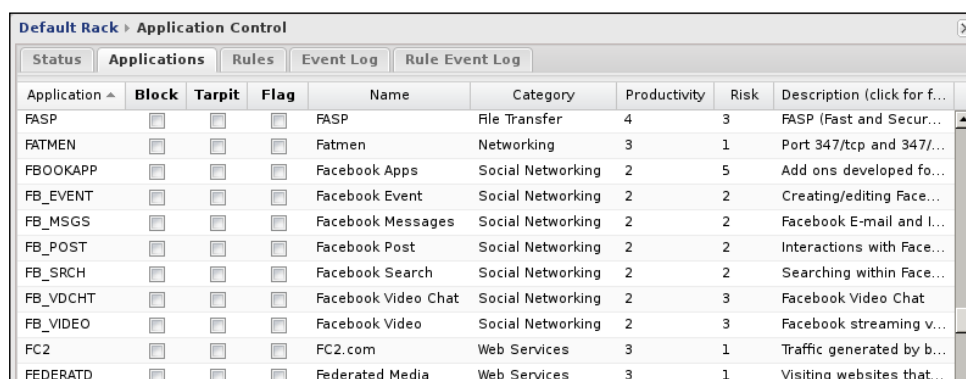 Default Rack Application Control
Status Applications Rules Event Log Rule Event Log
Application Block Tarpit Flag Name Category Productivity Risk Description (click for f...
FASP FASP File Transfer 4 3 FASP (Fast and Secur...
FATMEN Fatmen Networking 3 1 Port 347/tcp and 347/...
FBOOKAPP Facebook Apps Social Networking 2 5 Add ons developed fo...
FB_EVENT Facebook Event Social Networking 2 2 Creating/editing Face...
FB_MSGS Facebook Messages Social Networking 2 2 Facebook E-mail and I...
FB_POST Facebook Post Social Networking 2 2 Interactions with Face...
FB_SRCH Facebook Search Social Networking 2 2 Searching within Face...
FB_VDCHT Facebook Video Chat Social Networking 2 3 Facebook Video Chat
FB_VIDEO Facebook Video Social Networking 2 3 Facebook streaming v...
FC2 FC2.com Web Services 3 1 Traffic generated by b...
FEDERATD Federated Media Web Services 3 1 Visiting websites that...